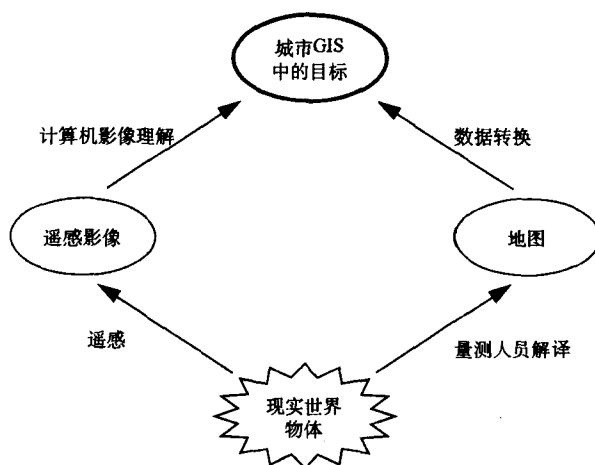 城市GIS
中的目标
计算机影像理解
数据转换
遥感影像
地图
遥感
量测人员解译
现实世界
物体